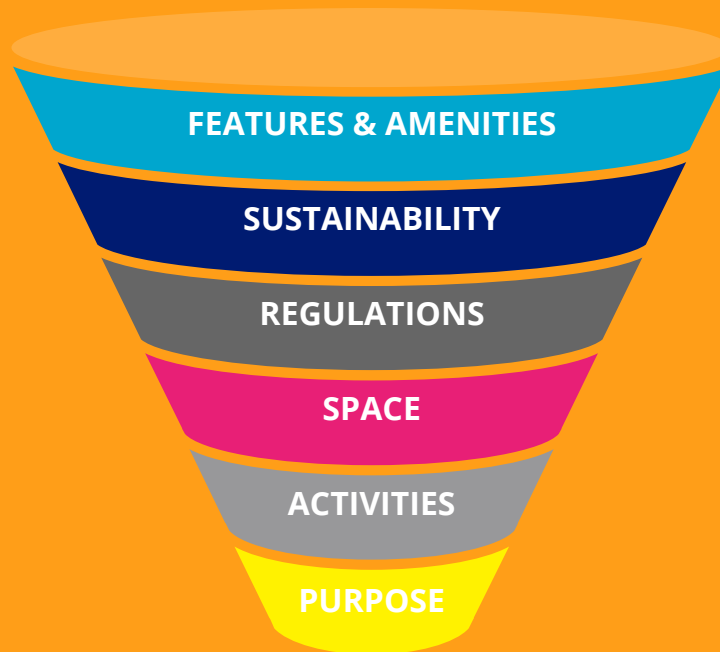 FEATURES & AMENITIES
SUSTAINABILITY
REGULATIONS
SPACE
ACTIVITIES
PURPOSE